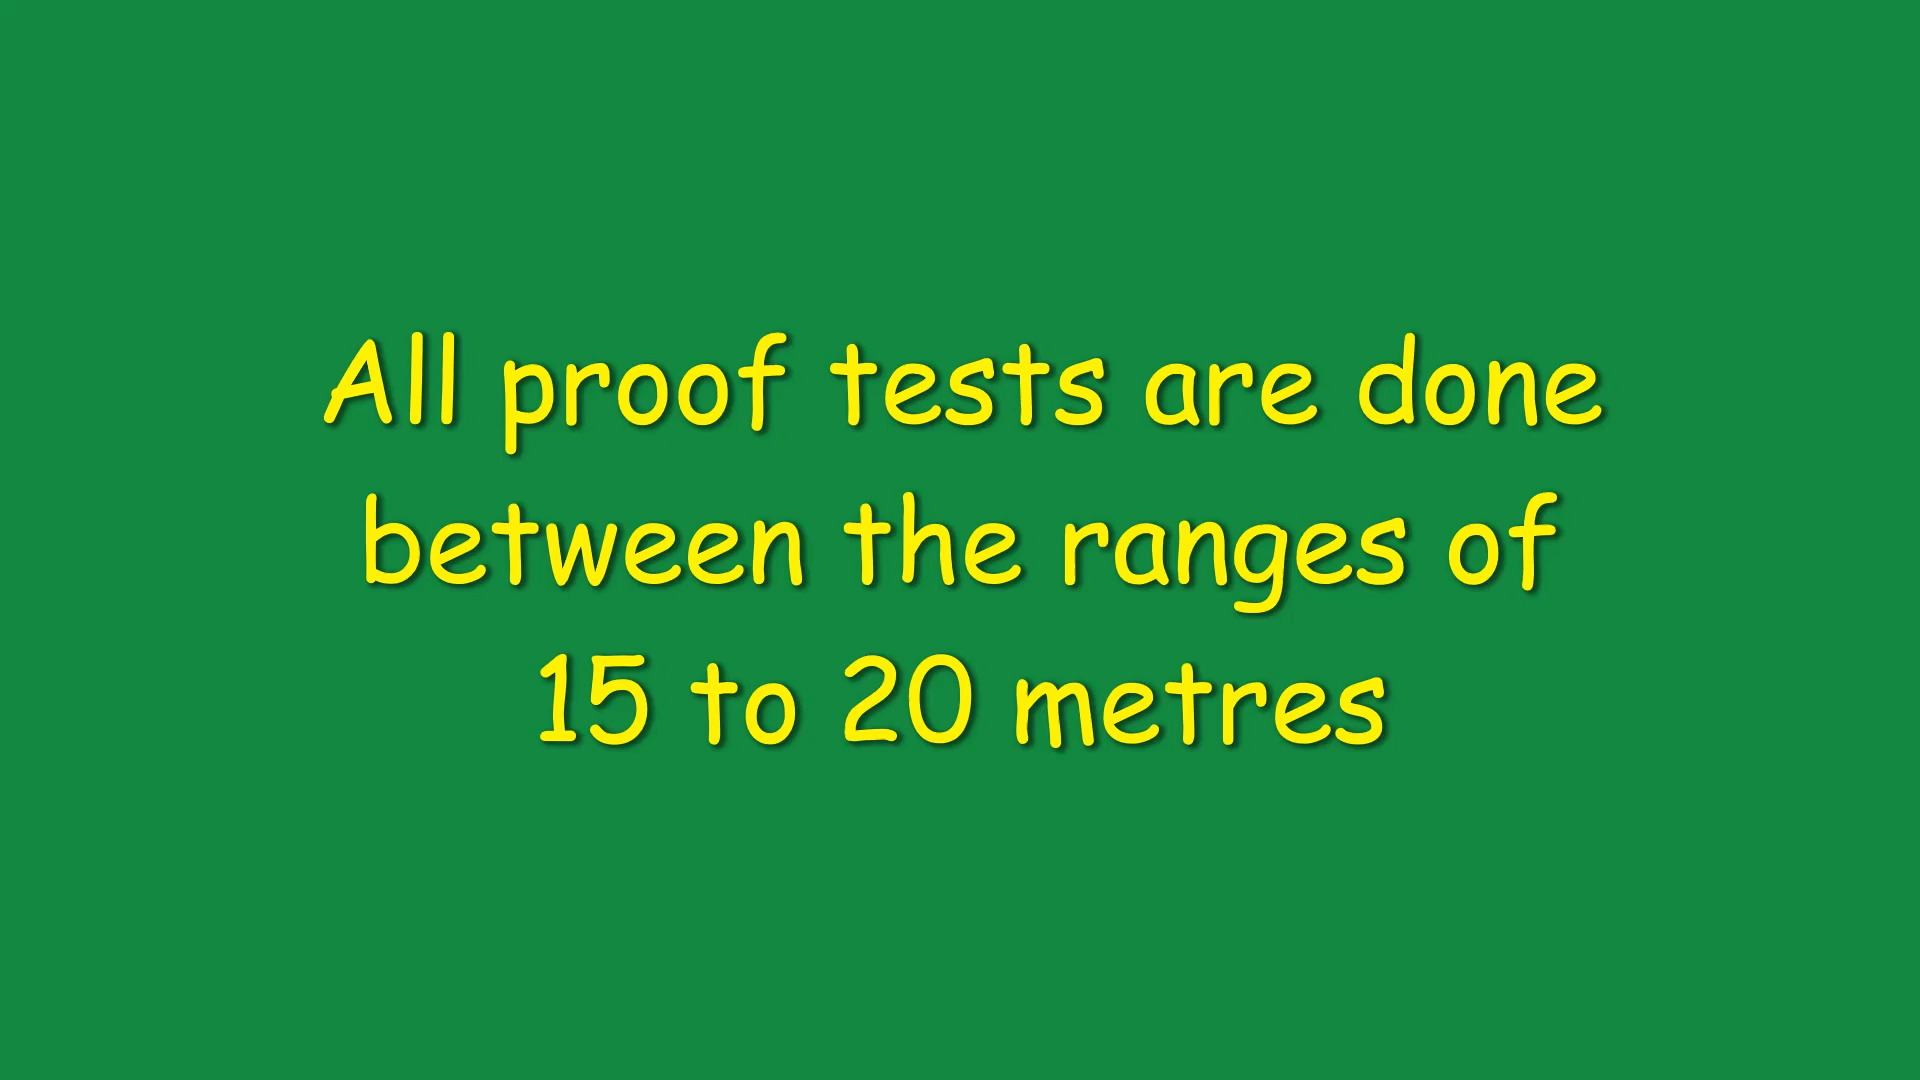 All proof tests are done
between the ranges of
15 to 20 metres